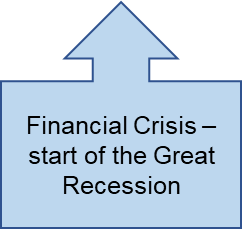 Financial Crisis –
start of the Great
Recession